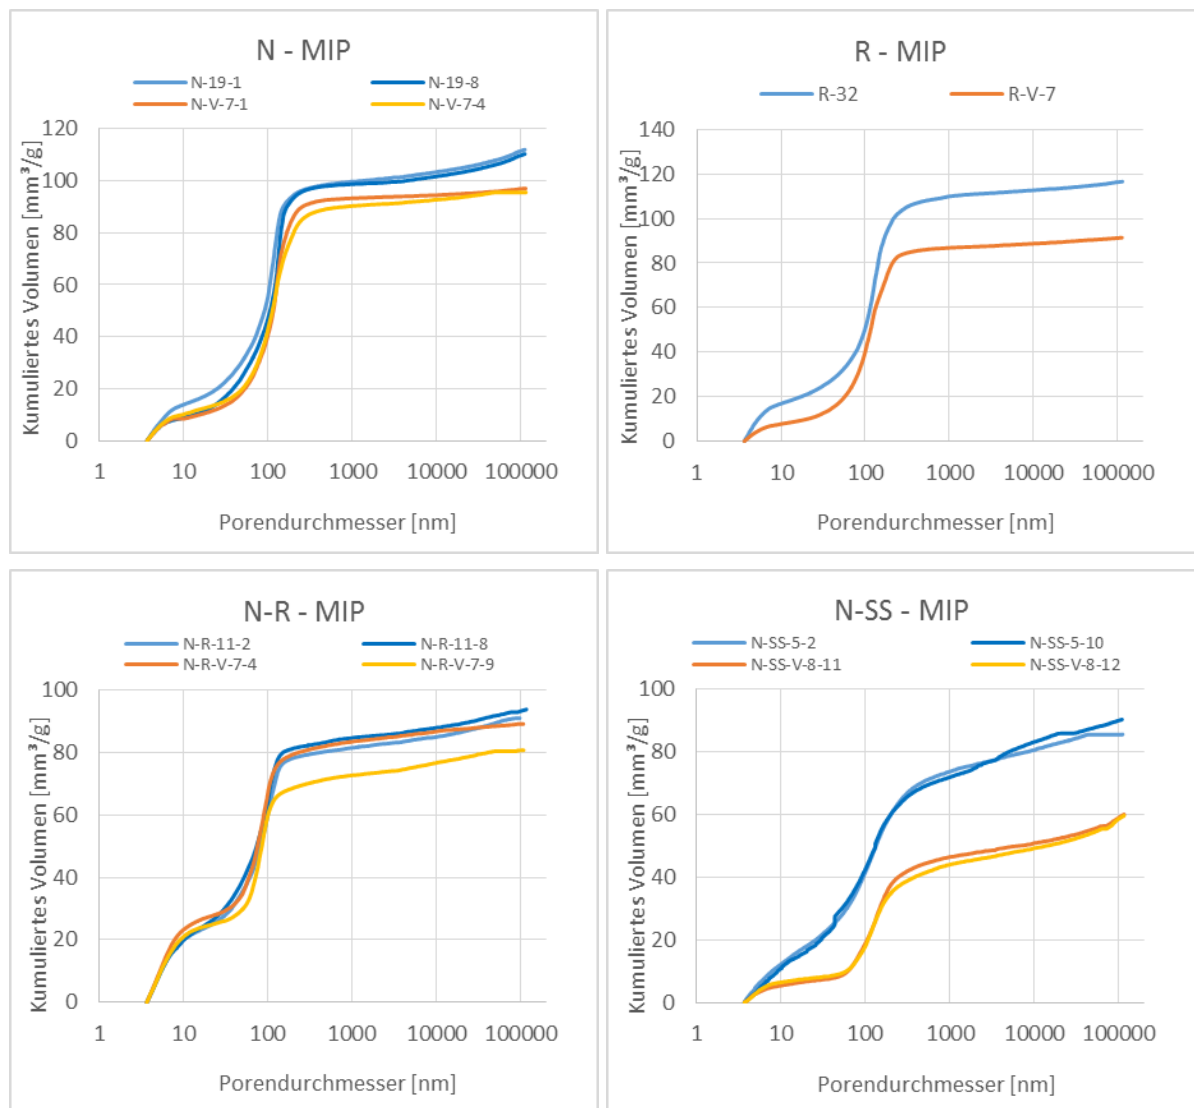 N - MIP
N-19-1 N-19-8
N-V-7-1 N-V-7-4
Kumuliertes Volumen [mm³/g]
120
100
80
60
40
20
0
1 10 100 1000 10000 100000
Porendurchmesser [nm]
R - MIP
R-32 R-V-7
Kumuliertes Volumen [mm³/g]
140
120
100
80
60
40
20
0
1 10 100 1000 10000 100000
Porendurchmesser [nm]
N-R - MIP
N-R-11-2 N-R-11-8
N-R-V-7-4 N-R-V-7-9
Kumuliertes Volumen [mm³/g]
100
80
60
40
20
0
1 10 100 1000 10000 100000
Porendurchmesser [nm]
N-SS - MIP
N-SS-5-2 N-SS-5-10
N-SS-V-8-11 N-SS-V-8-12
Kumuliertes Volumen [mm³/g]
100
80
60
40
20
0
1 10 100 1000 10000 100000
Porendurchmesser [nm]